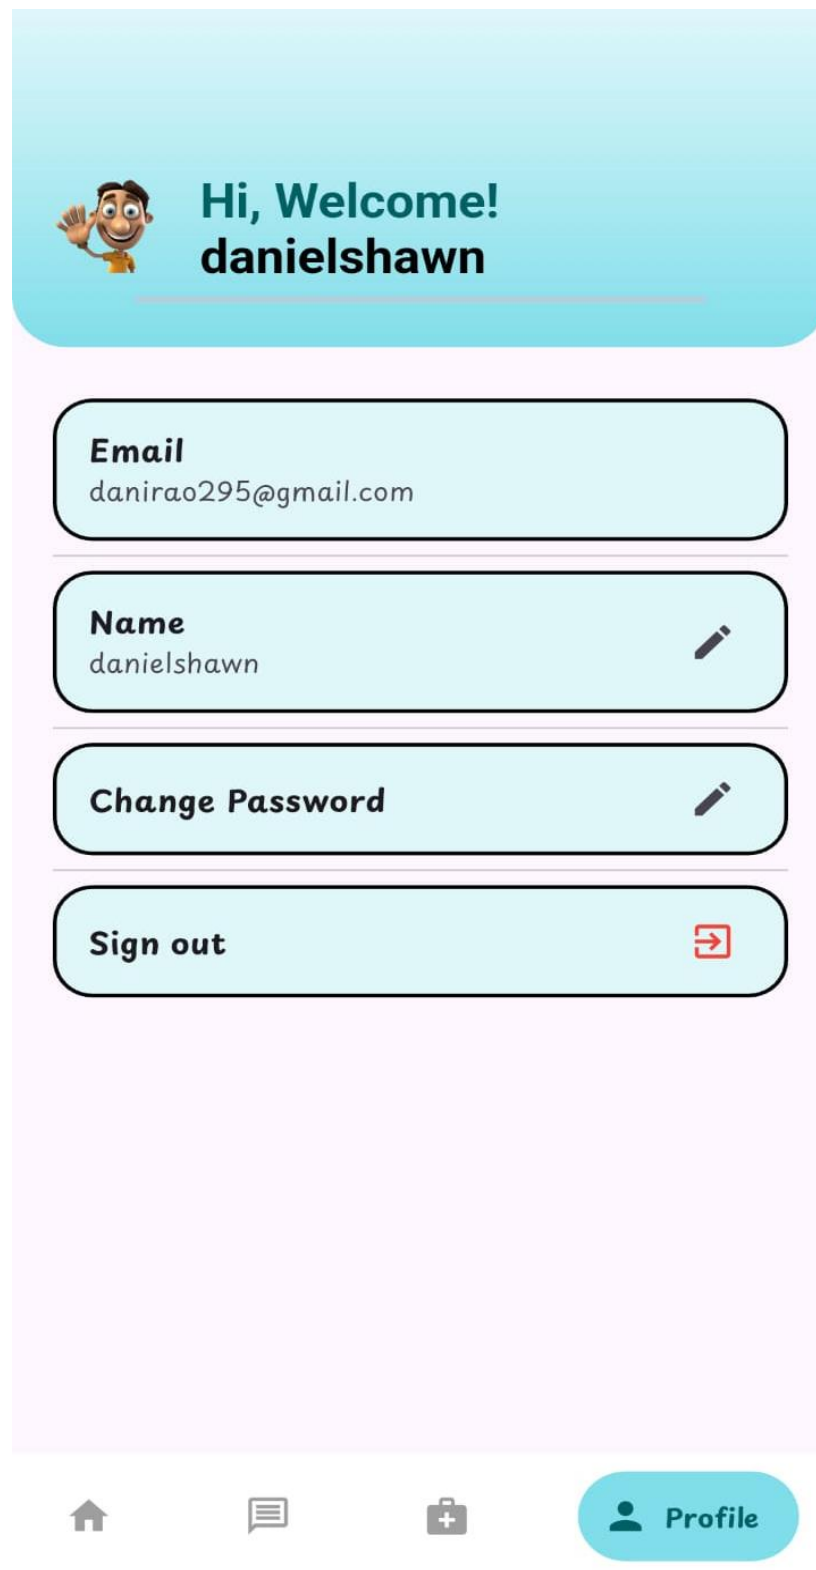 Hi, Welcome!
danielshawn
Email
danirao295@gmail.com
Name
danielshawn
Change Password
Sign out
Profile